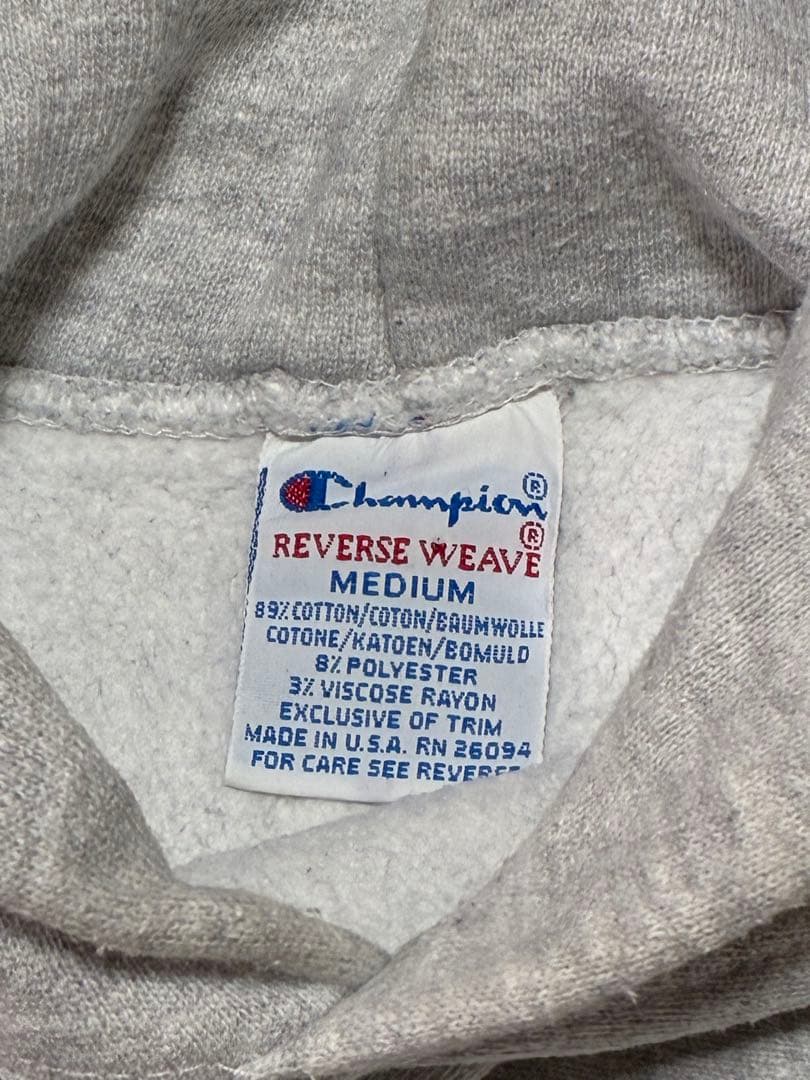 Champion®
REVERSE WEAVE®
MEDIUM
89% COTTON/COTON/BAUMWOLLE
COTONE/KATOEN/BOMULD
8% POLYESTER
3% VISCOSE RAYON
EXCLUSIVE OF TRIM
MADE IN U.S.A. RN 26094
FOR CARE SEE REVERSE